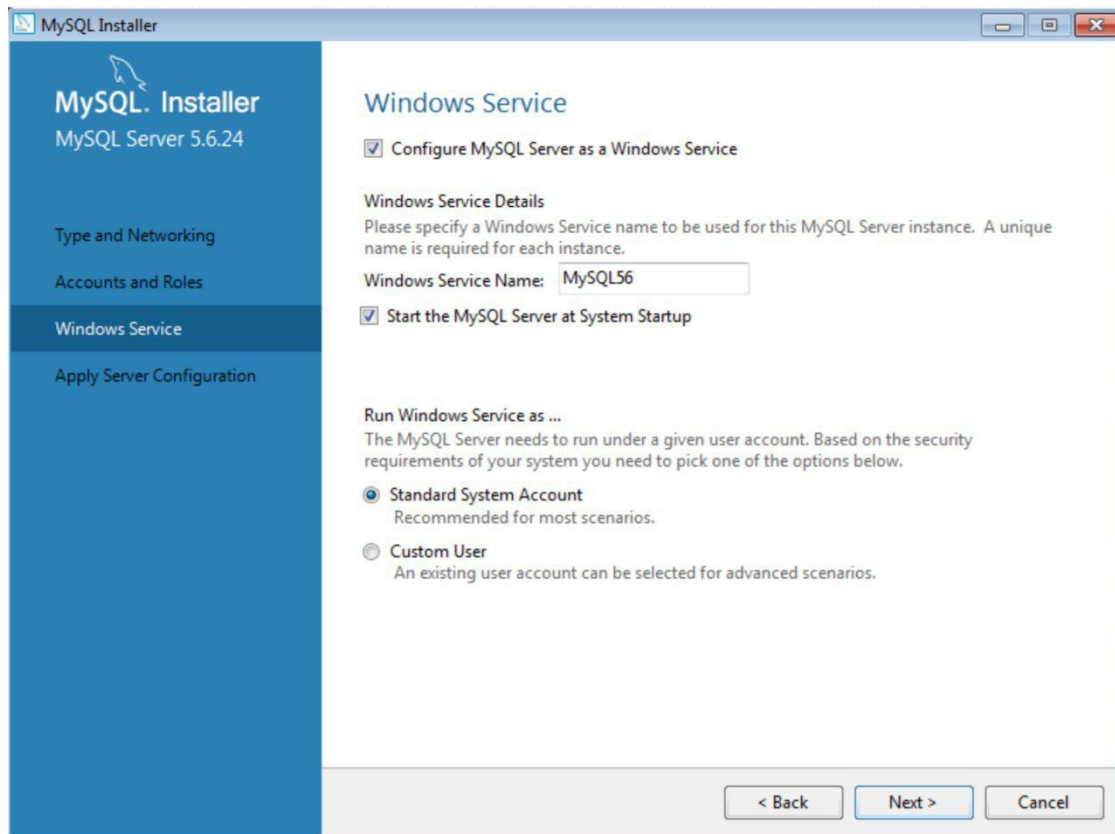 MySQL Installer
MySQL. Installer
MySQL Server 5.6.24
Type and Networking
Accounts and Roles
Windows Service
Apply Server Configuration
Windows Service
Configure MySQL Server as a Windows Service
Windows Service Details
Please specify a Windows Service name to be used for this MySQL Server instance. A unique
name is required for each instance.
Windows Service Name: MySQL56
Start the MySQL Server at System Startup
Run Windows Service as ...
The MySQL Server needs to run under a given user account. Based on the security
requirements of your system you need to pick one of the options below.
Standard System Account
Recommended for most scenarios.
Custom User
An existing user account can be selected for advanced scenarios.
< Back Next > Cancel